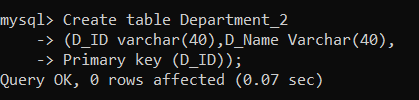 mysql> Create table Department_2
    -> (D_ID varchar(40),D_Name Varchar(40),
    -> Primary key (D_ID));
Query OK, 0 rows affected (0.07 sec)